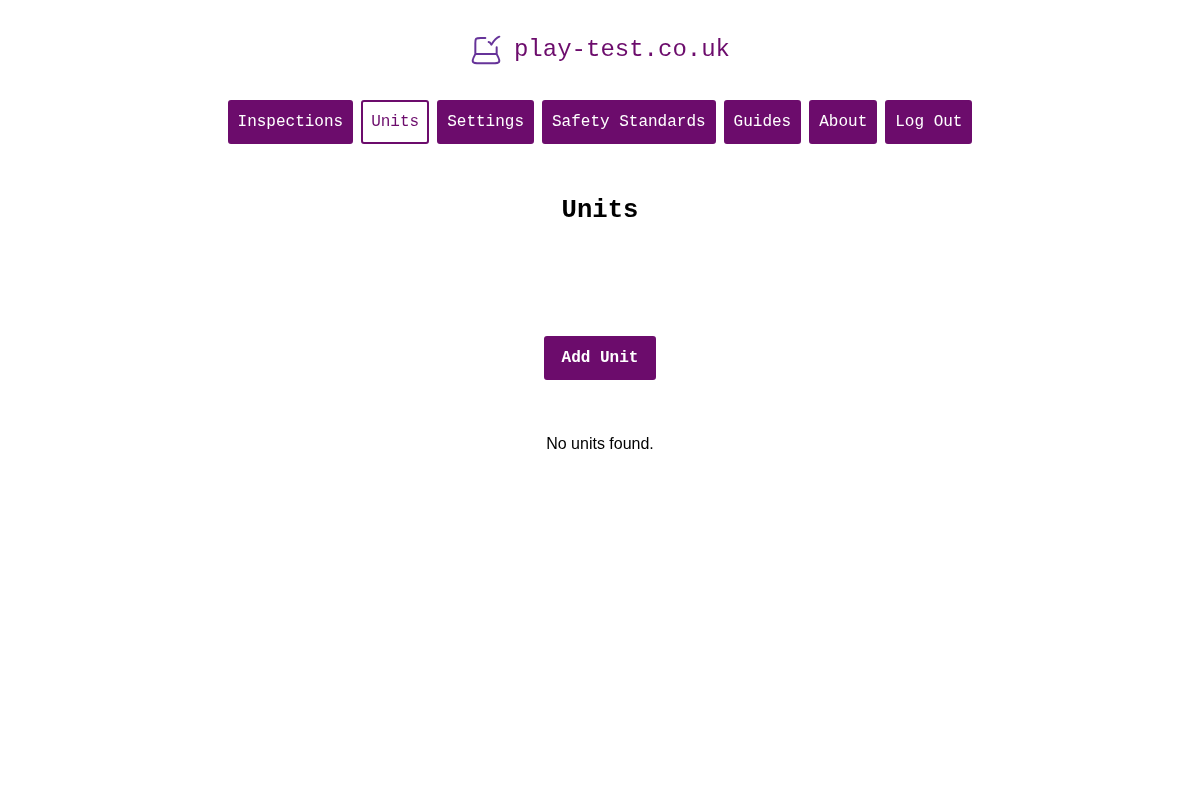 play-test.co.uk
Inspections Units Settings Safety Standards Guides About Log Out
Units
Add Unit
No units found.